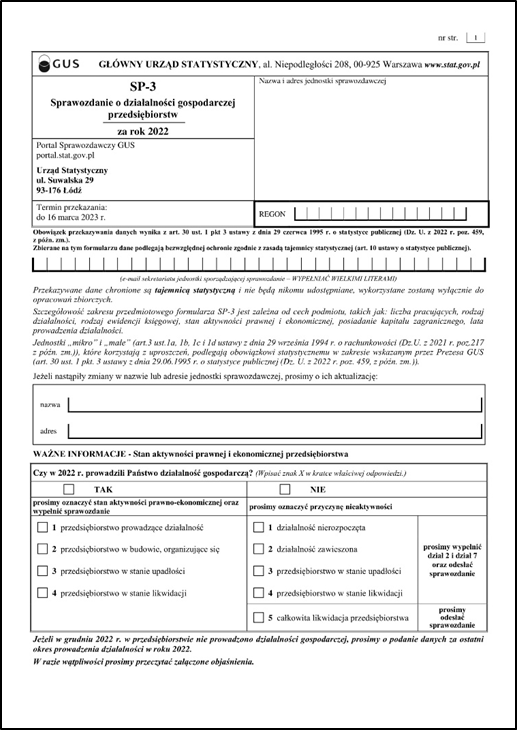 nr str. 1
GUS GŁÓWNY URZĄD STATYSTYCZNY, al. Niepodległości 208, 00-925 Warszawa www.stat.gov.pl
SP-3
Sprawozdanie o działalności gospodarczej
przedsiębiorstw
za rok 2022
Nazwa i adres jednostki sprawozdawczej
Portal Sprawozdawczy GUS
portal.stat.gov.pl
Urząd Statystyczny
ul. Suwalska 29
93-176 Łódź
Termin przekazania:
do 16 marca 2023 r.
REGON
Obowiązek przekazywania danych wynika z art. 30 ust. 1 pkt 3 ustawy z dnia 29 czerwca 1995 r. o statystyce publicznej (Dz. U. z 2022 r. poz. 459,
z późn. zm.).
Zbierane na tym formularzu dane podlegają bezwzględnej ochronie zgodnie z zasadą tajemnicy statystycznej (art. 10 ustawy o statystyce publicznej).
(e-mail sekretariatu jednostki sporządzającej sprawozdanie – WYPEŁNIAĆ WIELKIMI LITERAMI)
Przekazywane dane chronione są tajemnicą statystyczną i nie będą nikomu udostępniane, wykorzystane zostaną wyłącznie do
opracowań zbiorczych.
Szczegółowość zakresu przedmiotowego formularza SP-3 jest zależna od cech podmiotu, takich jak: liczba pracujących, rodzaj
działalności, rodzaj ewidencji księgowej, stan aktywności prawnej i ekonomicznej, posiadanie kapitału zagranicznego, lata
prowadzenia działalności.
Jednostki „mikro” i „małe” (art.3 ust.1a, 1b, 1c i 1d ustawy z dnia 29 września 1994 r. o rachunkowości (Dz.U. z 2021 r. poz.217
z późn. zm.)), które korzystają z uproszczeń, podlegają obowiązkowi statystycznemu w zakresie wskazanym przez Prezesa GUS
(art. 30 ust. 1 pkt. 3 ustawy z dnia 29.06.1995 r. o statystyce publicznej (Dz. U. z 2022 r. poz. 459, z późn. zm.)).
Jeżeli nastąpiły zmiany w nazwie lub adresie jednostki sprawozdawczej, prosimy o ich aktualizację:
nazwa
adres
WAŻNE INFORMACJE - Stan aktywności prawnej i ekonomicznej przedsiębiorstwa
Czy w 2022 r. prowadzili Państwo działalność gospodarczą? (Wpisać znak X w kratce właściwej odpowiedzi.)
TAK
NIE
prosimy oznaczyć stan aktywności prawno-ekonomicznej oraz
wypełnić sprawozdanie
prosimy oznaczyć przyczynę nieaktywności
1 przedsiębiorstwo prowadzące działalność
2 przedsiębiorstwo w budowie, organizujące się
3 przedsiębiorstwo w stanie upadłości
4 przedsiębiorstwo w stanie likwidacji
1 działalność nierozpoczęta
2 działalność zawieszona
3 przedsiębiorstwo w stanie upadłości
4 przedsiębiorstwo w stanie likwidacji
prosimy wypełnić
dział 2 i dział 7
oraz odesłać
sprawozdanie
5 całkowita likwidacja przedsiębiorstwa
prosimy
odesłać
sprawozdanie
Jeżeli w grudniu 2022 r. w przedsiębiorstwie nie prowadzono działalności gospodarczej, prosimy o podanie danych za ostatni
okres prowadzenia działalności w roku 2022.
W razie wątpliwości prosimy przeczytać załączone objaśnienia.